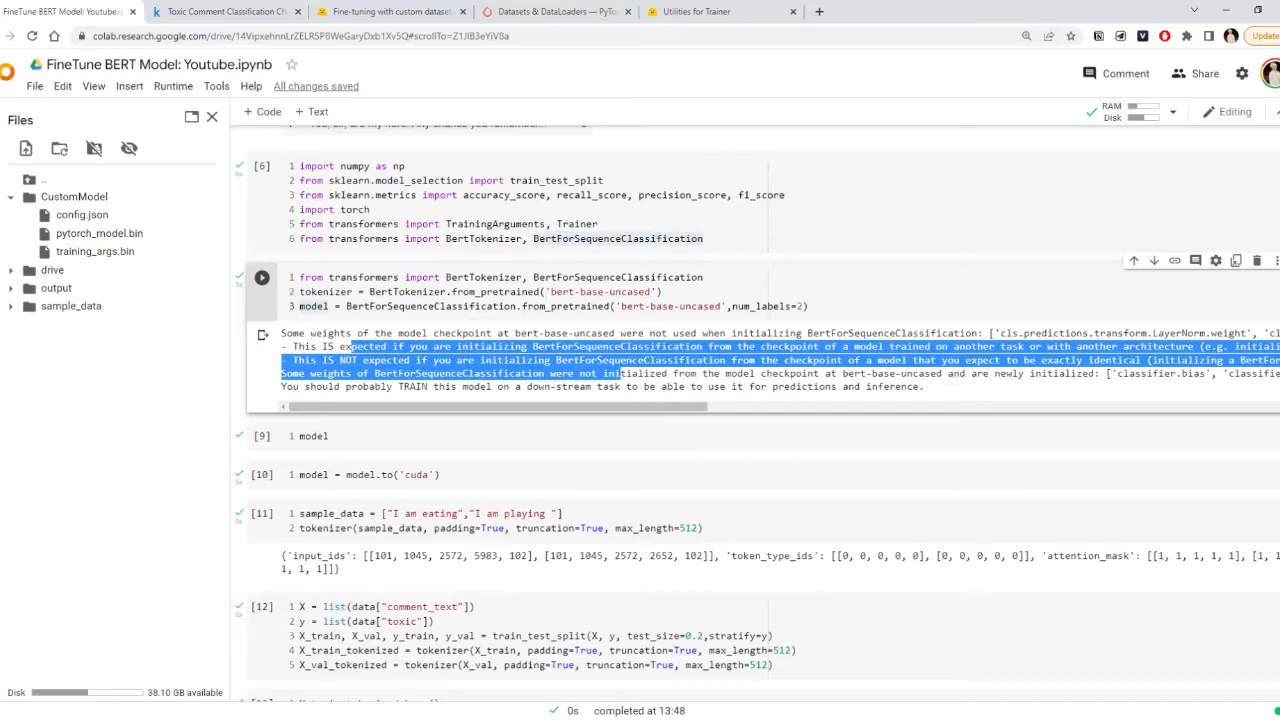 FineTune BERT Model: Youtube.ip
Toxic Comment Classification Ch
Fine-tuning with custom dataset
Datasets & DataLoaders — PyTo
Utilities for Trainer
colab.research.google.com/drive/14VipxehnnLrZELR5P8WeGaryDxb1Xv5Q#scrollTo=Z1JIB3eYiV8a
Update
FineTune BERT Model: Youtube.ipynb
File Edit View Insert Runtime Tools Help All changes saved
Comment
Share
Files
+ Code + Text
RAM
Disk
Editing
..
CustomModel
config.json
pytorch_model.bin
training_args.bin
drive
output
sample_data
[6]
1 import numpy as np
2 from sklearn.model_selection import train_test_split
3 from sklearn.metrics import accuracy_score, recall_score, precision_score, f1_score
4 import torch
5 from transformers import TrainingArguments, Trainer
6 from transformers import BertTokenizer, BertForSequenceClassification
1 from transformers import BertTokenizer, BertForSequenceClassification
2 tokenizer = BertTokenizer.from_pretrained('bert-base-uncased')
3 model = BertForSequenceClassification.from_pretrained('bert-base-uncased',num_labels=2)
Some weights of the model checkpoint at bert-base-uncased were not used when initializing BertForSequenceClassification: ['cls.predictions.transform.LayerNorm.weight', 'cl
- This IS expected if you are initializing BertForSequenceClassification from the checkpoint of a model trained on another task or with another architecture (e.g. initiali
- This IS NOT expected if you are initializing BertForSequenceClassification from the checkpoint of a model that you expect to be exactly identical (initializing a BertFor
Some weights of BertForSequenceClassification were not initialized from the model checkpoint at bert-base-uncased and are newly initialized: ['classifier.bias', 'classifie
You should probably TRAIN this model on a down-stream task to be able to use it for predictions and inference.
[9] 1 model
[10] 1 model = model.to('cuda')
[11] 1 sample_data = ["I am eating","I am playing "]
2 tokenizer(sample_data, padding=True, truncation=True, max_length=512)
{'input_ids': [[101, 1045, 2572, 5983, 102], [101, 1045, 2572, 2652, 102]], 'token_type_ids': [[0, 0, 0, 0, 0], [0, 0, 0, 0, 0]], 'attention_mask': [[1, 1, 1, 1, 1], [1, 1
1, 1, 1]]}
[12] 1 X = list(data["comment_text"])
2 y = list(data["toxic"])
3 X_train, X_val, y_train, y_val = train_test_split(X, y, test_size=0.2,stratify=y)
4 X_train_tokenized = tokenizer(X_train, padding=True, truncation=True, max_length=512)
5 X_val_tokenized = tokenizer(X_val, padding=True, truncation=True, max_length=512)
Disk 38.10 GB available
0s completed at 13:48